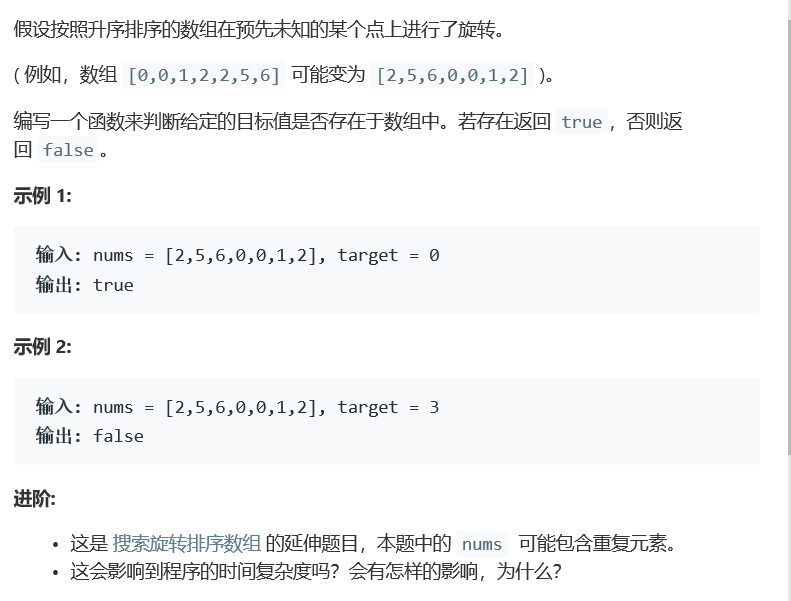 假设按照升序排序的数组在预先未知的某个点上进行了旋转。
( 例如，数组 [0,0,1,2,2,5,6] 可能变为 [2,5,6,0,0,1,2] )。
编写一个函数来判断给定的目标值是否存在于数组中。若存在返回 true，否则返
回 false。
示例 1:
输入: nums = [2,5,6,0,0,1,2], target = 0
输出: true
示例 2:
输入: nums = [2,5,6,0,0,1,2], target = 3
输出: false
进阶:
• 这是 搜索旋转排序数组 的延伸题目，本题中的 nums 可能包含重复元素。
• 这会影响到程序的时间复杂度吗？会有怎样的影响，为什么？